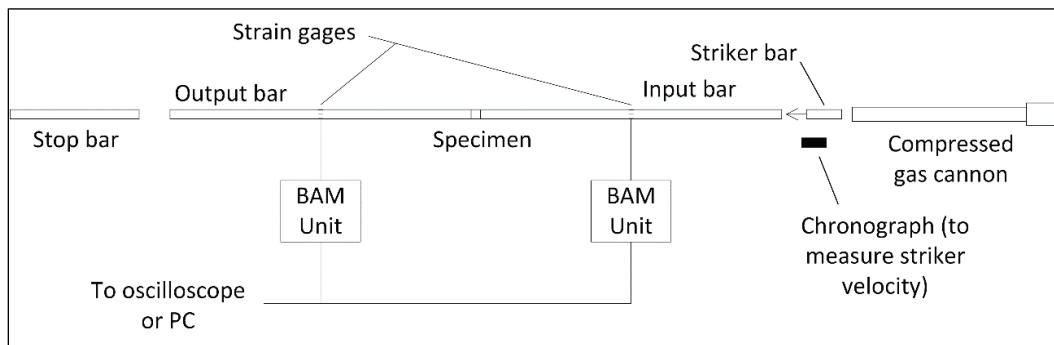 Strain gages
Striker bar
Output bar
Input bar
Stop bar
Specimen
Compressed
gas cannon
BAM
Unit
BAM
Unit
Chronograph (to
measure striker
velocity)
To oscilloscope
or PC